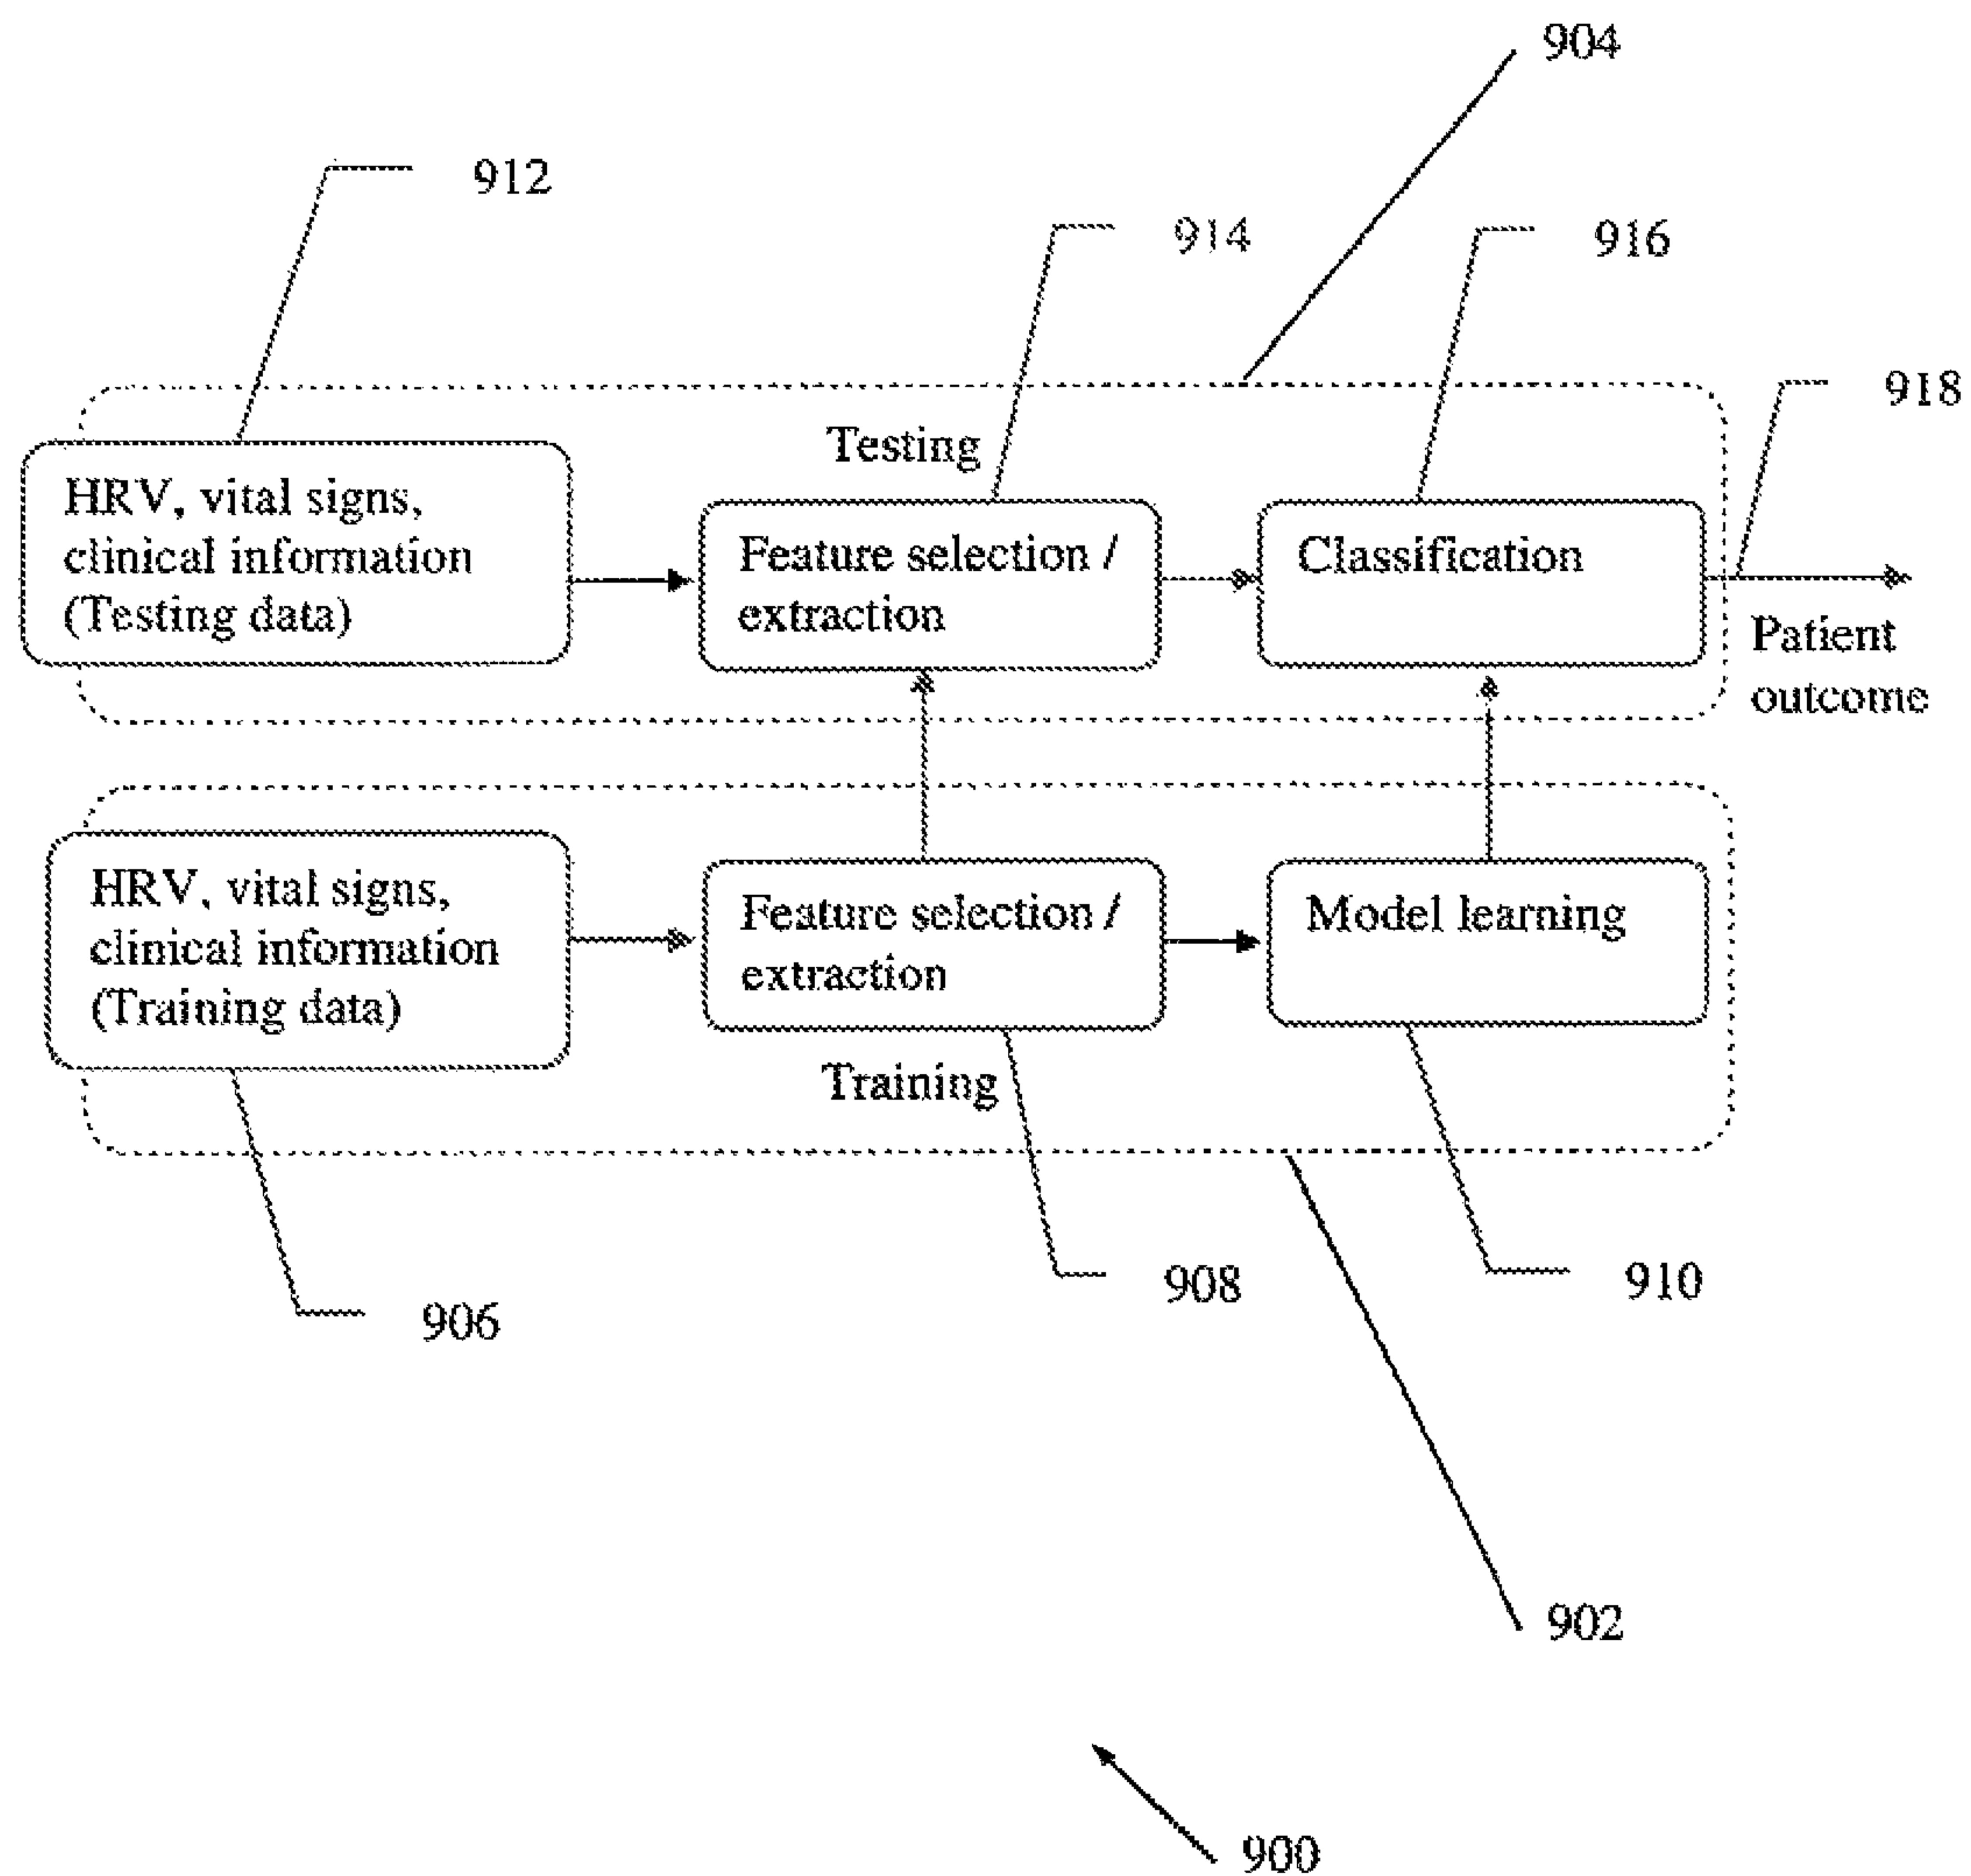 904
912
914
916
918
Testing
HRV, vital signs,
clinical information
(Testing data)
Feature selection /
extraction
Classification
Patient
outcome
HRV, vital signs,
clinical information
(Training data)
Feature selection /
extraction
Model learning
Training
906
908
910
902
900